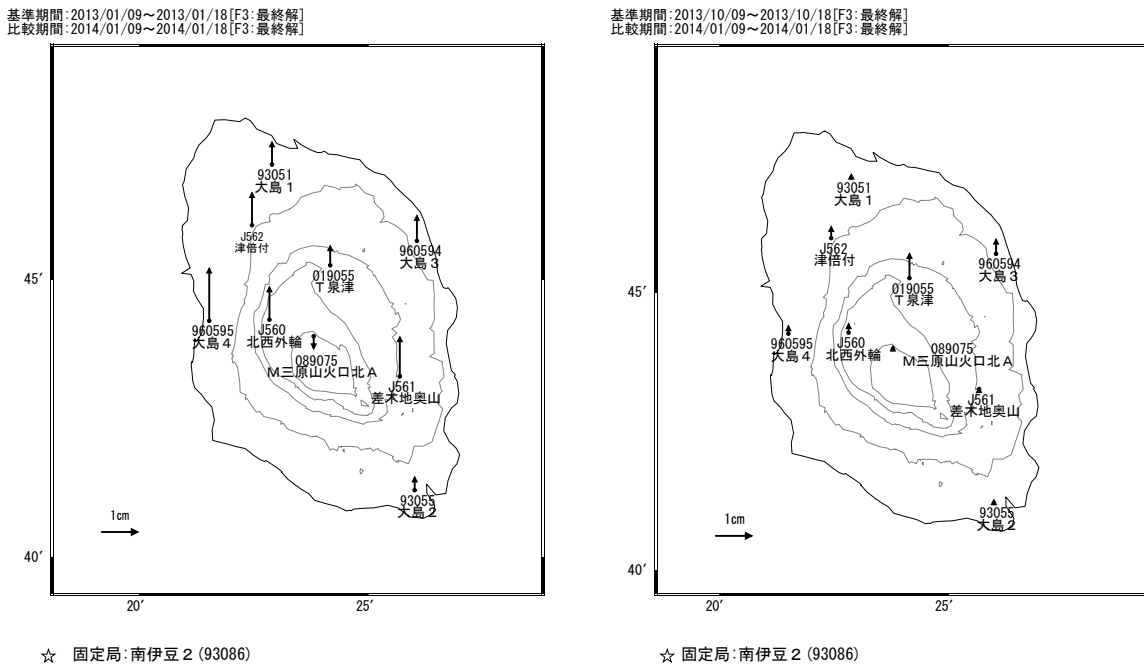 基準期間:2013/01/09～2013/01/18[F3:最終解]
比較期間:2014/01/09～2014/01/18[F3:最終解]
93051
大島1
J562
津倍付
960594
大島3
019055
T泉津
45′
960595
大島4
J560
北西外輪
089075
M三原山火口北A
J561
差木地奥山
93055
大島2
1cm
40′
20′
25′
☆ 固定局:南伊豆2(93086)
基準期間:2013/10/09～2013/10/18[F3:最終解]
比較期間:2014/01/09～2014/01/18[F3:最終解]
93051
大島1
J562
津倍付
960594
大島3
019055
T泉津
45′
960595
大島4
J560
北西外輪
089075
M三原山火口北A
J561
差木地奥山
93055
大島2
1cm
40′
20′
25′
☆ 固定局:南伊豆2(93086)